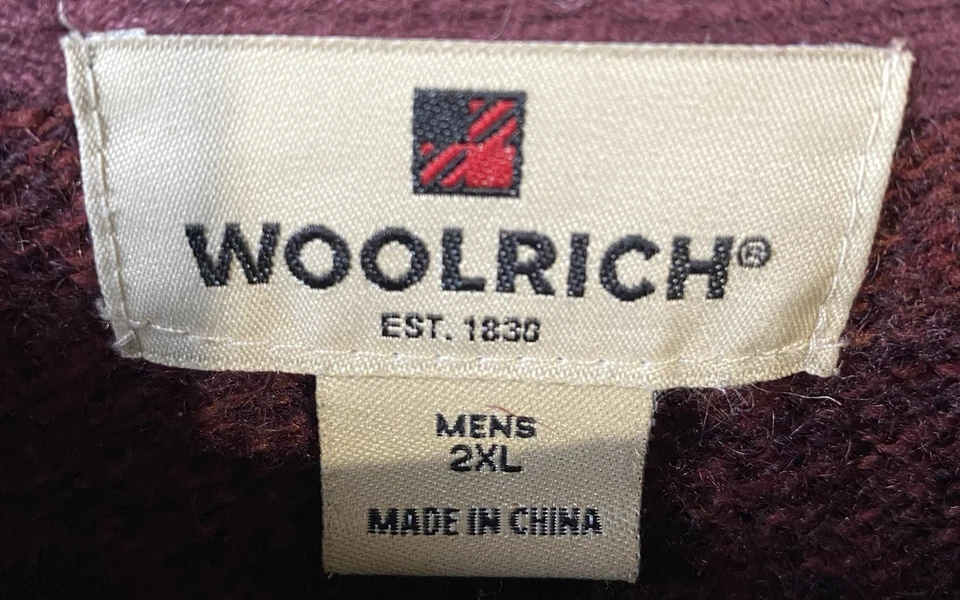 WOOLRICH®
EST. 1830
MENS
2XL
MADE IN CHINA